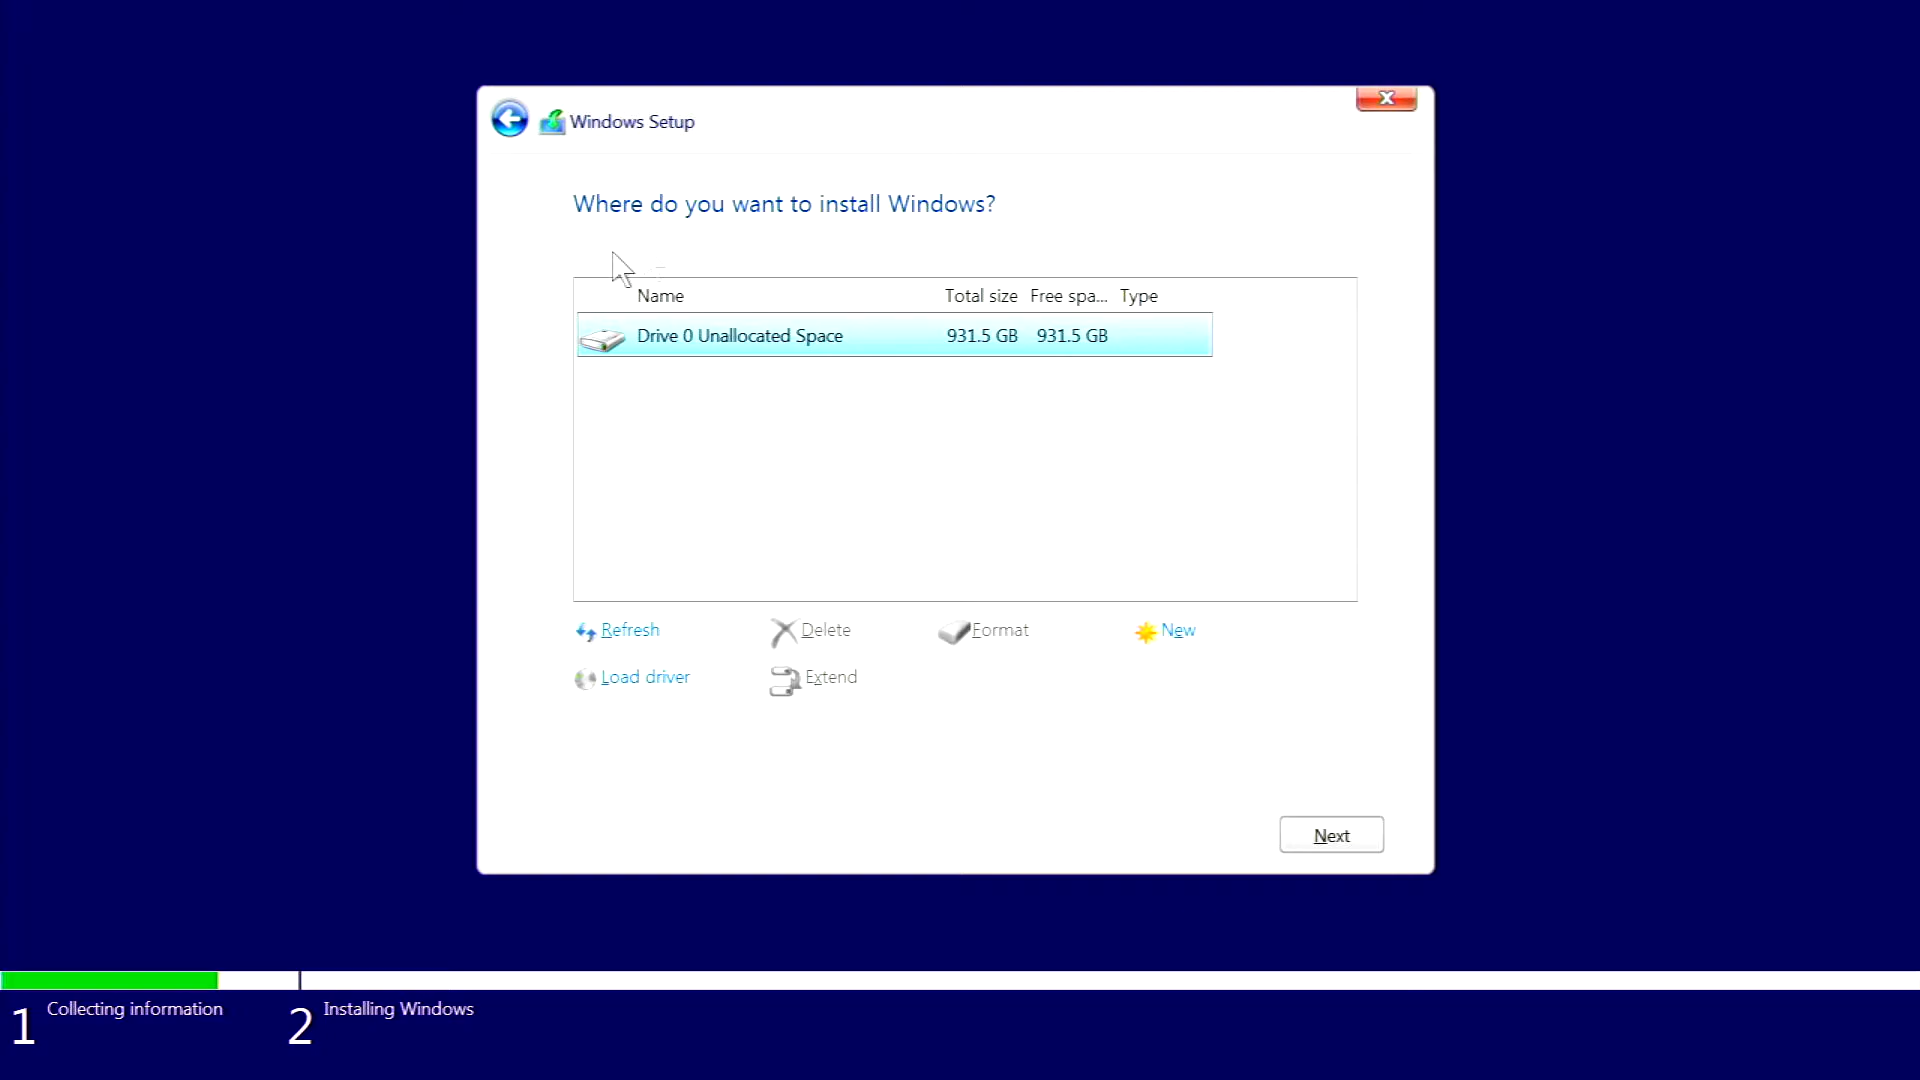 Windows Setup
Where do you want to install Windows?
Name Total size Free spa... Type
Drive 0 Unallocated Space 931.5 GB 931.5 GB
Refresh Delete Format New
Load driver Extend
Next
1 Collecting information 2 Installing Windows